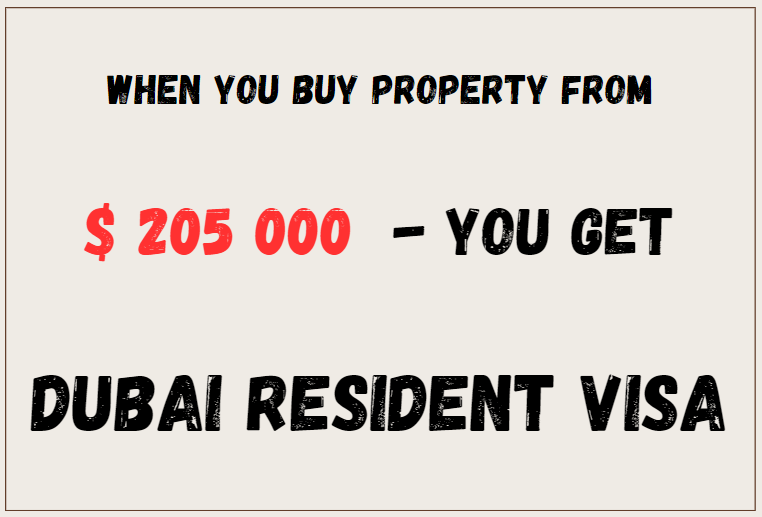 WHEN YOU BUY PROPERTY FROM
$ 205 000 - YOU GET
DUBAI RESIDENT VISA